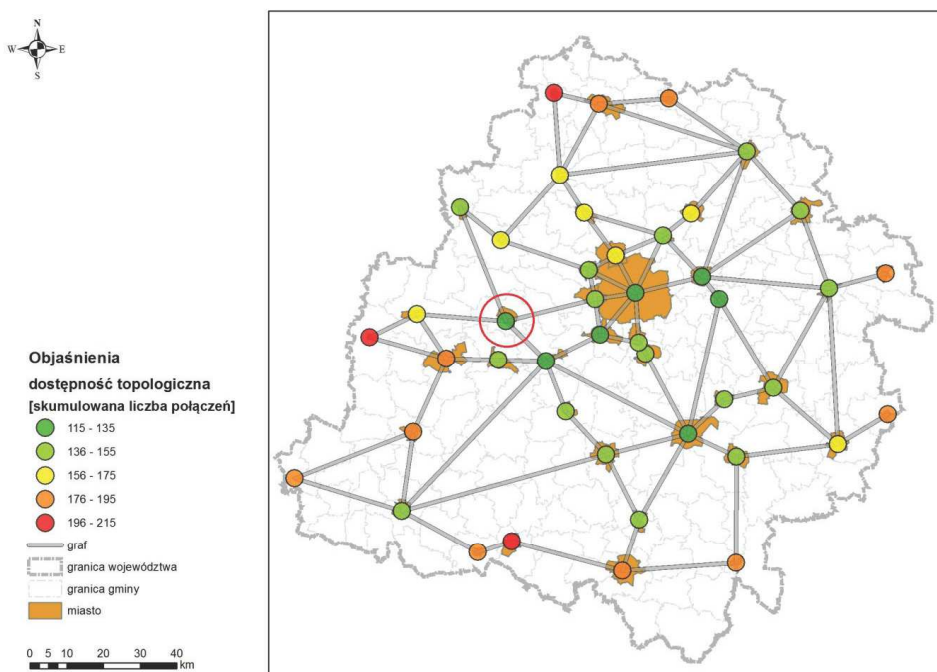 N
W E
S
Objaśnienia
dostępność topologiczna
[skumulowana liczba połączeń]
115 - 135
136 - 155
156 - 175
176 - 195
196 - 215
graf
granica województwa
granica gminy
miasto
0 5 10 20 30 40
km